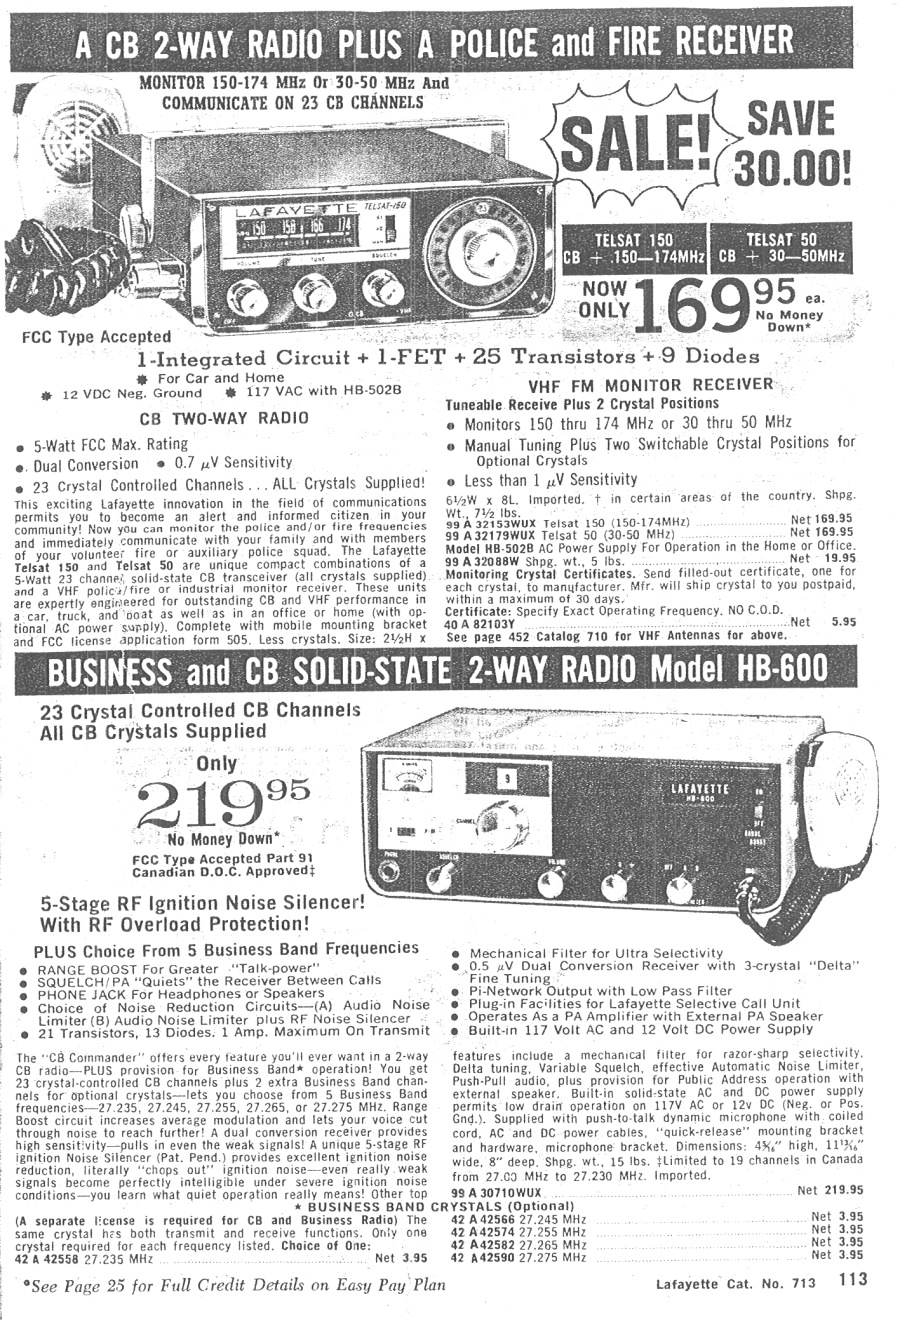 A CB 2-WAY RADIO PLUS A POLICE and FIRE RECEIVER
MONITOR 150-174 MHz Or 30-50 MHz And
COMMUNICATE ON 23 CB CHANNELS
SALE!
SAVE
30.00!
LAFAYETTE
TELSAT-150
150 158 166 174
VOLUME TUNE SQUELCH
OFF
23
TELSAT 150
CB + 150—174MHz
TELSAT 50
CB + 30—50MHz
NOW
ONLY
169 95 ea.
No Money
Down*
FCC Type Accepted
1-Integrated Circuit + 1-FET + 25 Transistors + 9 Diodes
✱ For Car and Home
✱ 12 VDC Neg. Ground ✱ 117 VAC with HB-502B
CB TWO-WAY RADIO
● 5-Watt FCC Max. Rating
● Dual Conversion ● 0.7 µV Sensitivity
● 23 Crystal Controlled Channels . . . ALL Crystals Supplied!
This exciting Lafayette innovation in the field of communications
permits you to become an alert and informed citizen in your
community! Now you can monitor the police and/or fire frequencies
and immediately communicate with your family and with members
of your volunteer fire or auxiliary police squad. The Lafayette
Telsat 150 and Telsat 50 are unique compact combinations of a
5-Watt 23 channel solid-state CB transceiver (all crystals supplied)
and a VHF police/fire or industrial monitor receiver. These units
are expertly engineered for outstanding CB and VHF performance in
a car, truck, and boat as well as in an office or home (with op-
tional AC power supply). Complete with mobile mounting bracket
and FCC license application form 505. Less crystals. Size: 2½H x
VHF FM MONITOR RECEIVER
Tuneable Receive Plus 2 Crystal Positions
● Monitors 150 thru 174 MHz or 30 thru 50 MHz
● Manual Tuning Plus Two Switchable Crystal Positions for
Optional Crystals
● Less than 1 µV Sensitivity
6½W x 8L. Imported. † in certain areas of the country. Shpg.
Wt., 7½ lbs.
99 A 32153WUX Telsat 150 (150-174MHz) ........ Net 169.95
99 A 32179WUX Telsat 50 (30-50 MHz) ........ Net 169.95
Model HB-502B AC Power Supply For Operation in the Home or Office.
99 A 32088W Shpg. wt., 5 lbs. ........ Net 19.95
Monitoring Crystal Certificates. Send filled-out certificate, one for
each crystal, to manufacturer. Mfr. will ship crystal to you postpaid,
within a maximum of 30 days.
Certificate: Specify Exact Operating Frequency. NO C.O.D.
40 A 82103Y ........ Net 5.95
See page 452 Catalog 710 for VHF Antennas for above.
BUSINESS and CB SOLID-STATE 2-WAY RADIO Model HB-600
23 Crystal Controlled CB Channels
All CB Crystals Supplied
Only
219 95
No Money Down*
FCC Type Accepted Part 91
Canadian D.O.C. Approved‡
9
LAFAYETTE
HB-600
CHANNEL
PHONE SQUELCH VOLUME
5-Stage RF Ignition Noise Silencer!
With RF Overload Protection!
PLUS Choice From 5 Business Band Frequencies
● RANGE BOOST For Greater "Talk-power"
● SQUELCH/PA "Quiets" the Receiver Between Calls
● PHONE JACK For Headphones or Speakers
● Choice of Noise Reduction Circuits—(A) Audio Noise
Limiter (B) Audio Noise Limiter plus RF Noise Silencer
● 21 Transistors, 13 Diodes. 1 Amp. Maximum On Transmit
● Mechanical Filter for Ultra Selectivity
● 0.5 µV Dual Conversion Receiver with 3-crystal "Delta"
Fine Tuning
● Pi-Network Output with Low Pass Filter
● Plug-in Facilities for Lafayette Selective Call Unit
● Operates As a PA Amplifier with External PA Speaker
● Built-in 117 Volt AC and 12 Volt DC Power Supply
The "CB Commander" offers every feature you'll ever want in a 2-way
CB radio—PLUS provision for Business Band* operation! You get
23 crystal-controlled CB channels plus 2 extra Business Band chan-
nels for optional crystals—lets you choose from 5 Business Band
frequencies—27.235, 27.245, 27.255, 27.265, or 27.275 MHz. Range
Boost circuit increases average modulation and lets your voice cut
through noise to reach further! A dual conversion receiver provides
high sensitivity—pulls in even the weak signals! A unique 5-stage RF
Ignition Noise Silencer (Pat. Pend.) provides excellent ignition noise
reduction, literally "chops out" ignition noise—even really weak
signals become perfectly intelligible under severe ignition noise
conditions—you learn what quiet operation really means! Other top
features include a mechanical filter for razor-sharp selectivity.
Delta tuning, Variable Squelch, effective Automatic Noise Limiter,
Push-Pull audio, plus provision for Public Address operation with
external speaker. Built-in solid-state AC and DC power supply
permits low drain operation on 117V AC or 12v DC (Neg. or Pos.
Gnd.). Supplied with push-to-talk dynamic microphone with coiled
cord, AC and DC power cables, "quick-release" mounting bracket
and hardware, microphone bracket. Dimensions: 4⅝" high, 11¹³⁄₁₆"
wide, 8" deep. Shpg. wt., 15 lbs. ‡Limited to 19 channels in Canada
from 27.00 MHz to 27.230 MHz. Imported.
99 A 30710WUX ........ Net 219.95
* BUSINESS BAND CRYSTALS (Optional)
(A separate license is required for CB and Business Radio) The
same crystal has both transmit and receive functions. Only one
crystal required for each frequency listed. Choice of One:
42 A 42558 27.235 MHz ........ Net 3.95
42 A 42566 27.245 MHz ........ Net 3.95
42 A 42574 27.255 MHz ........ Net 3.95
42 A 42582 27.265 MHz ........ Net 3.95
42 A 42590 27.275 MHz ........ Net 3.95
*See Page 25 for Full Credit Details on Easy Pay Plan
Lafayette Cat. No. 713 113